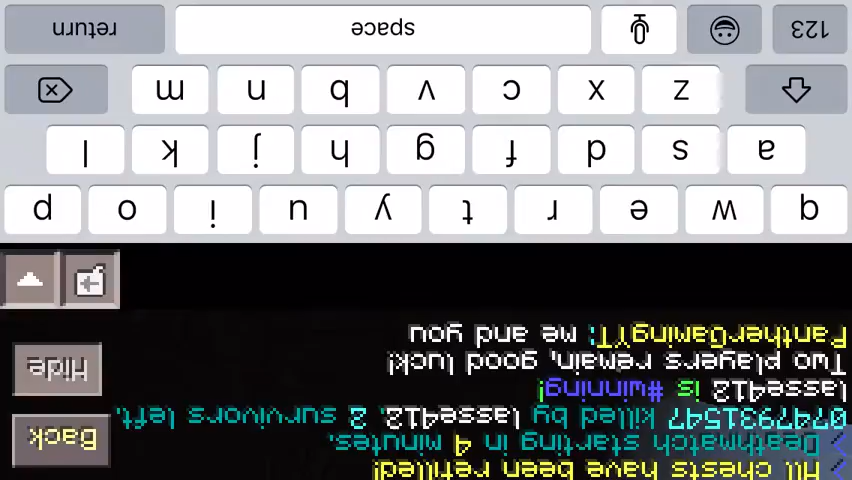 All chests have been refilled!
Deathmatch starting in 4 minutes.
0747931547 killed by lasse412. 2 survivors left.
lasse412 is #winning!
Two players remain, good luck!
PantherGamingYT: me and you
Back
Hide
q w e r t y u i o p
a s d f g h j k l
z x c v b n m
123 space return